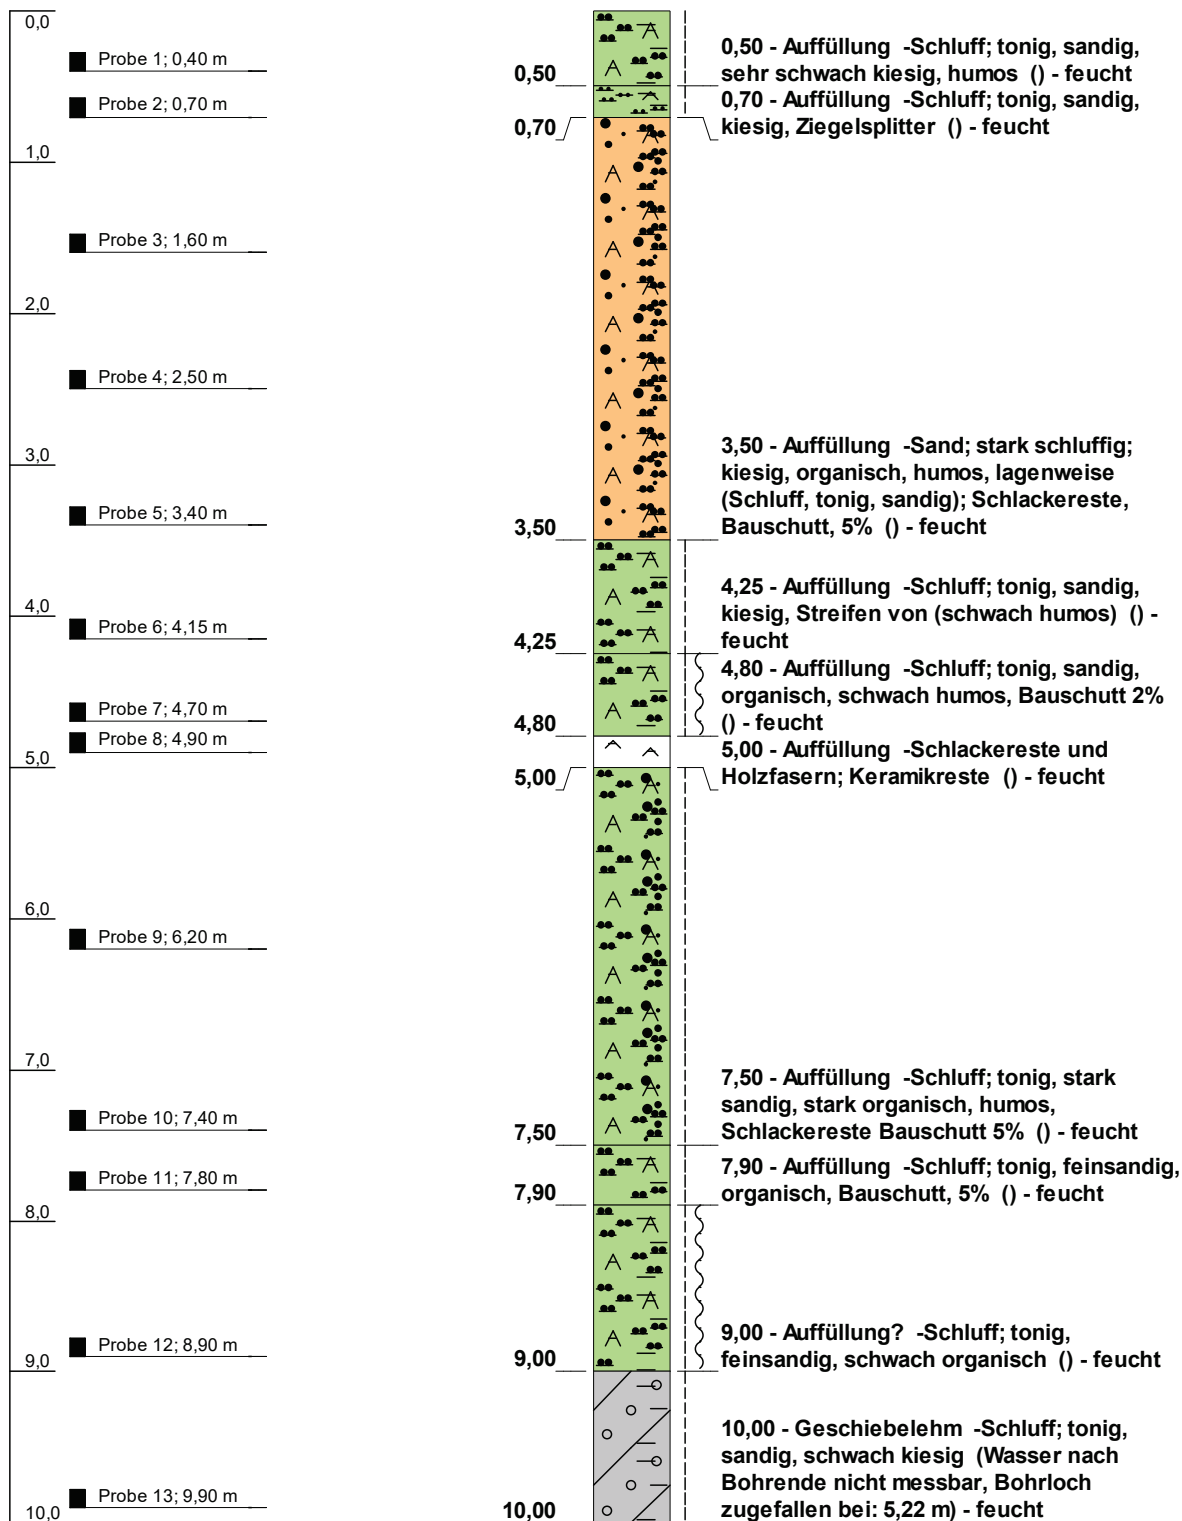 0,0
Probe 1; 0,40 m
0,50
0,50 - Auffüllung -Schluff; tonig, sandig,
sehr schwach kiesig, humos () - feucht
Probe 2; 0,70 m
0,70
0,70 - Auffüllung -Schluff; tonig, sandig,
kiesig, Ziegelsplitter () - feucht
1,0
Probe 3; 1,60 m
2,0
Probe 4; 2,50 m
3,0
Probe 5; 3,40 m
3,50
3,50 - Auffüllung -Sand; stark schluffig;
kiesig, organisch, humos, lagenweise
(Schluff, tonig, sandig); Schlackereste,
Bauschutt, 5% () - feucht
4,0
Probe 6; 4,15 m
4,25
4,25 - Auffüllung -Schluff; tonig, sandig,
kiesig, Streifen von (schwach humos) () -
feucht
Probe 7; 4,70 m
4,80
4,80 - Auffüllung -Schluff; tonig, sandig,
organisch, schwach humos, Bauschutt 2%
() - feucht
Probe 8; 4,90 m
5,0
5,00
5,00 - Auffüllung -Schlackereste und
Holzfasern; Keramikreste () - feucht
6,0
Probe 9; 6,20 m
7,0
Probe 10; 7,40 m
7,50
7,50 - Auffüllung -Schluff; tonig, stark
sandig, stark organisch, humos,
Schlackereste Bauschutt 5% () - feucht
Probe 11; 7,80 m
7,90
7,90 - Auffüllung -Schluff; tonig, feinsandig,
organisch, Bauschutt, 5% () - feucht
8,0
Probe 12; 8,90 m
9,0
9,00
9,00 - Auffüllung? -Schluff; tonig,
feinsandig, schwach organisch () - feucht
Probe 13; 9,90 m
10,0
10,00
10,00 - Geschiebelehm -Schluff; tonig,
sandig, schwach kiesig (Wasser nach
Bohrende nicht messbar, Bohrloch
zugefallen bei: 5,22 m) - feucht